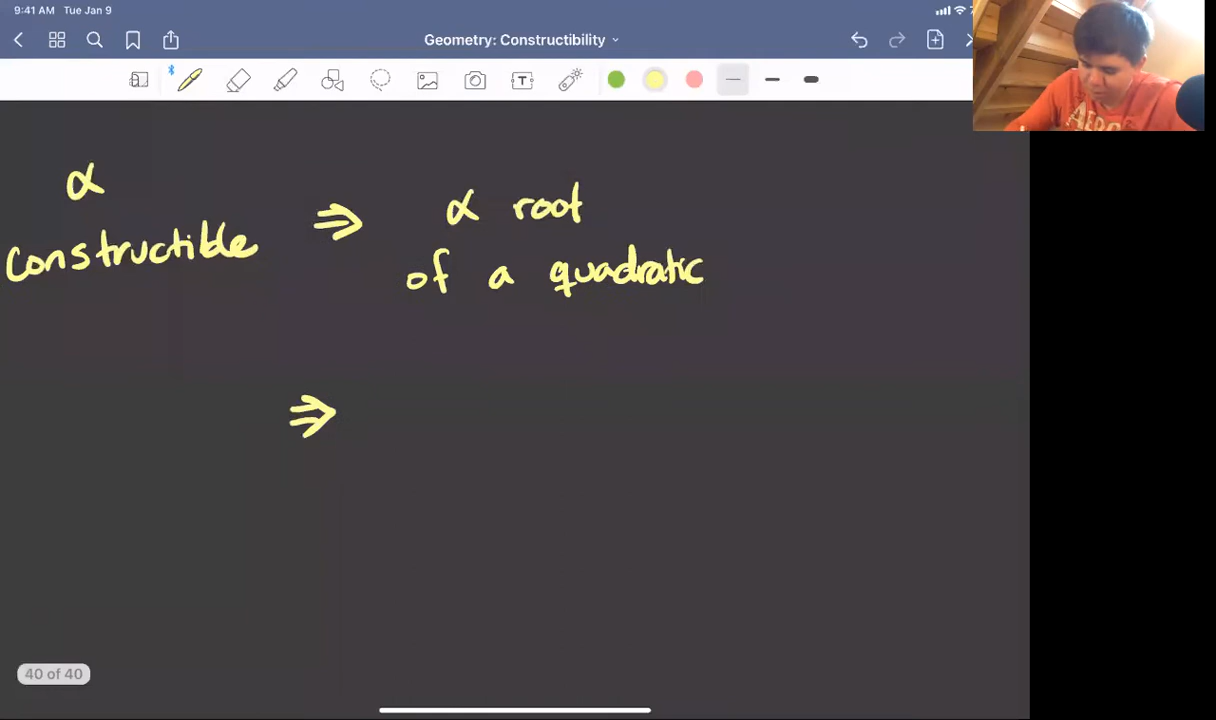 9:41 AM Tue Jan 9
Geometry: Constructibility
T
α
constructible
⇒
α root
of a quadratic
⇒
40 of 40